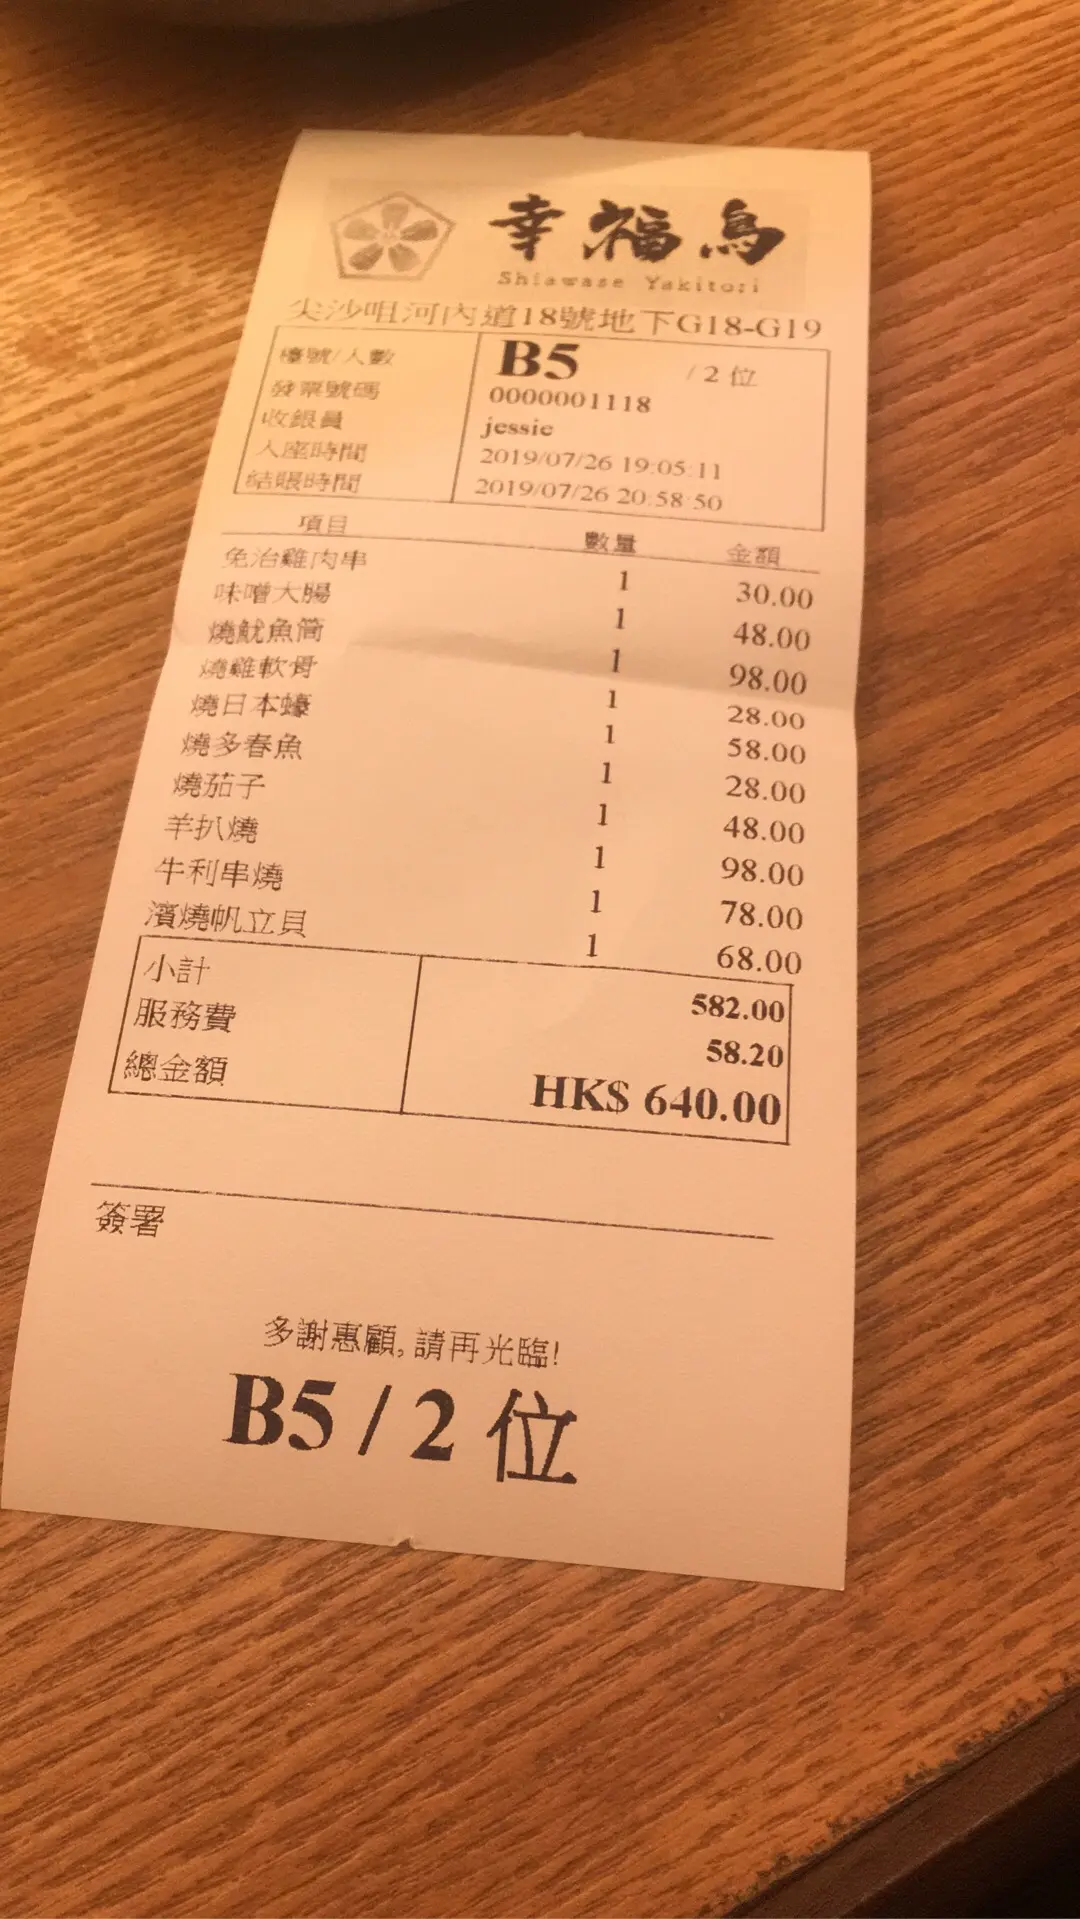 幸福鳥
Shiawase Yakitori
尖沙咀河內道18號地下G18-G19
檯號/人數 B5 / 2 位
發票號碼 0000001118
收銀員 jessie
入座時間 2019/07/26 19:05:11
結賬時間 2019/07/26 20:58:50
項目 數量 金額
免治雞肉串 1 30.00
味噌大腸 1 48.00
燒魷魚筒 1 98.00
燒雞軟骨 1 28.00
燒日本蠔 1 58.00
燒多春魚 1 28.00
燒茄子 1 48.00
羊扒燒 1 98.00
牛利串燒 1 78.00
濱燒帆立貝 1 68.00
小計 582.00
服務費 58.20
總金額 HK$ 640.00
簽署
多謝惠顧, 請再光臨!
B5 / 2 位